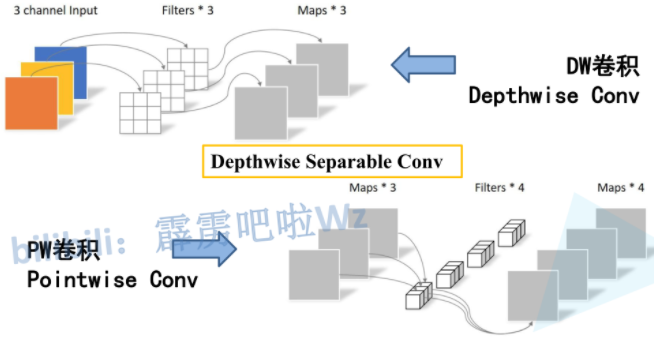 3 channel Input
Filters * 3
Maps * 3
DW卷积
Depthwise Conv
Depthwise Separable Conv
Maps * 3
Filters * 4
Maps * 4
bilibili：霹雳吧啦Wz
PW卷积
Pointwise Conv